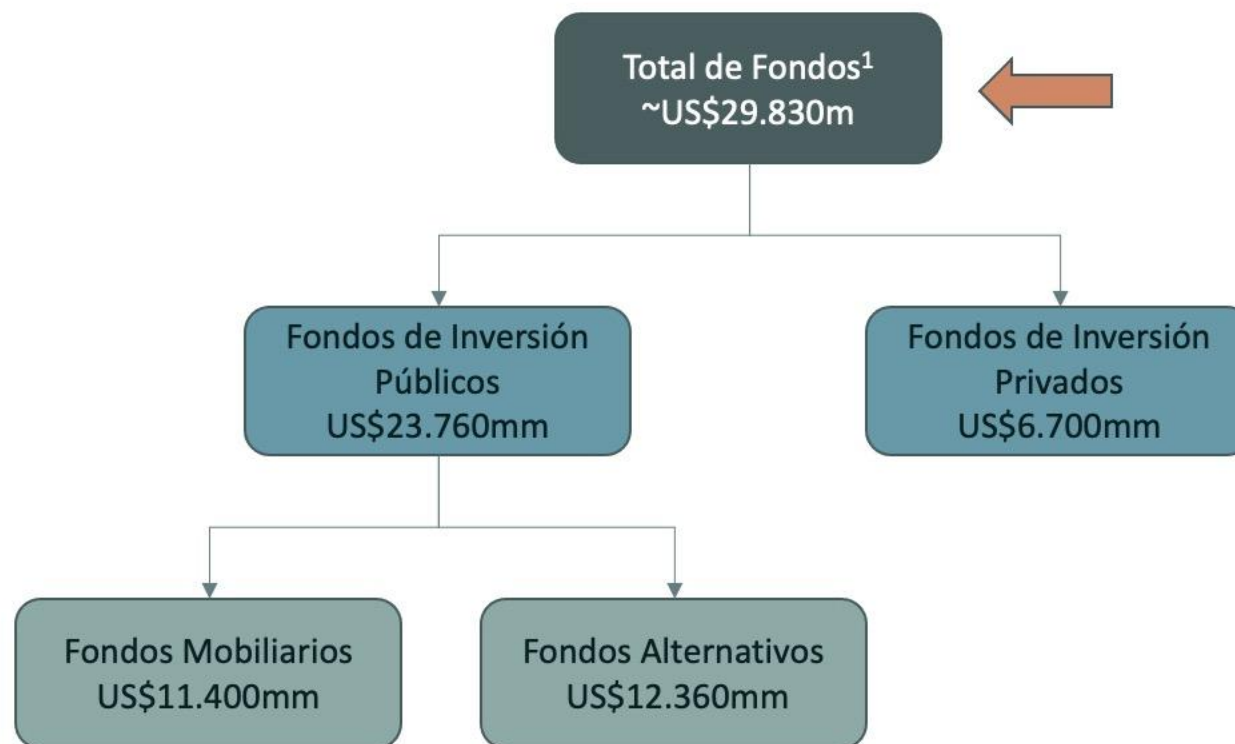 Total de Fondos¹
~US$29.830m
Fondos de Inversión
Públicos
US$23.760mm
Fondos de Inversión
Privados
US$6.700mm
Fondos Mobiliarios
US$11.400mm
Fondos Alternativos
US$12.360mm